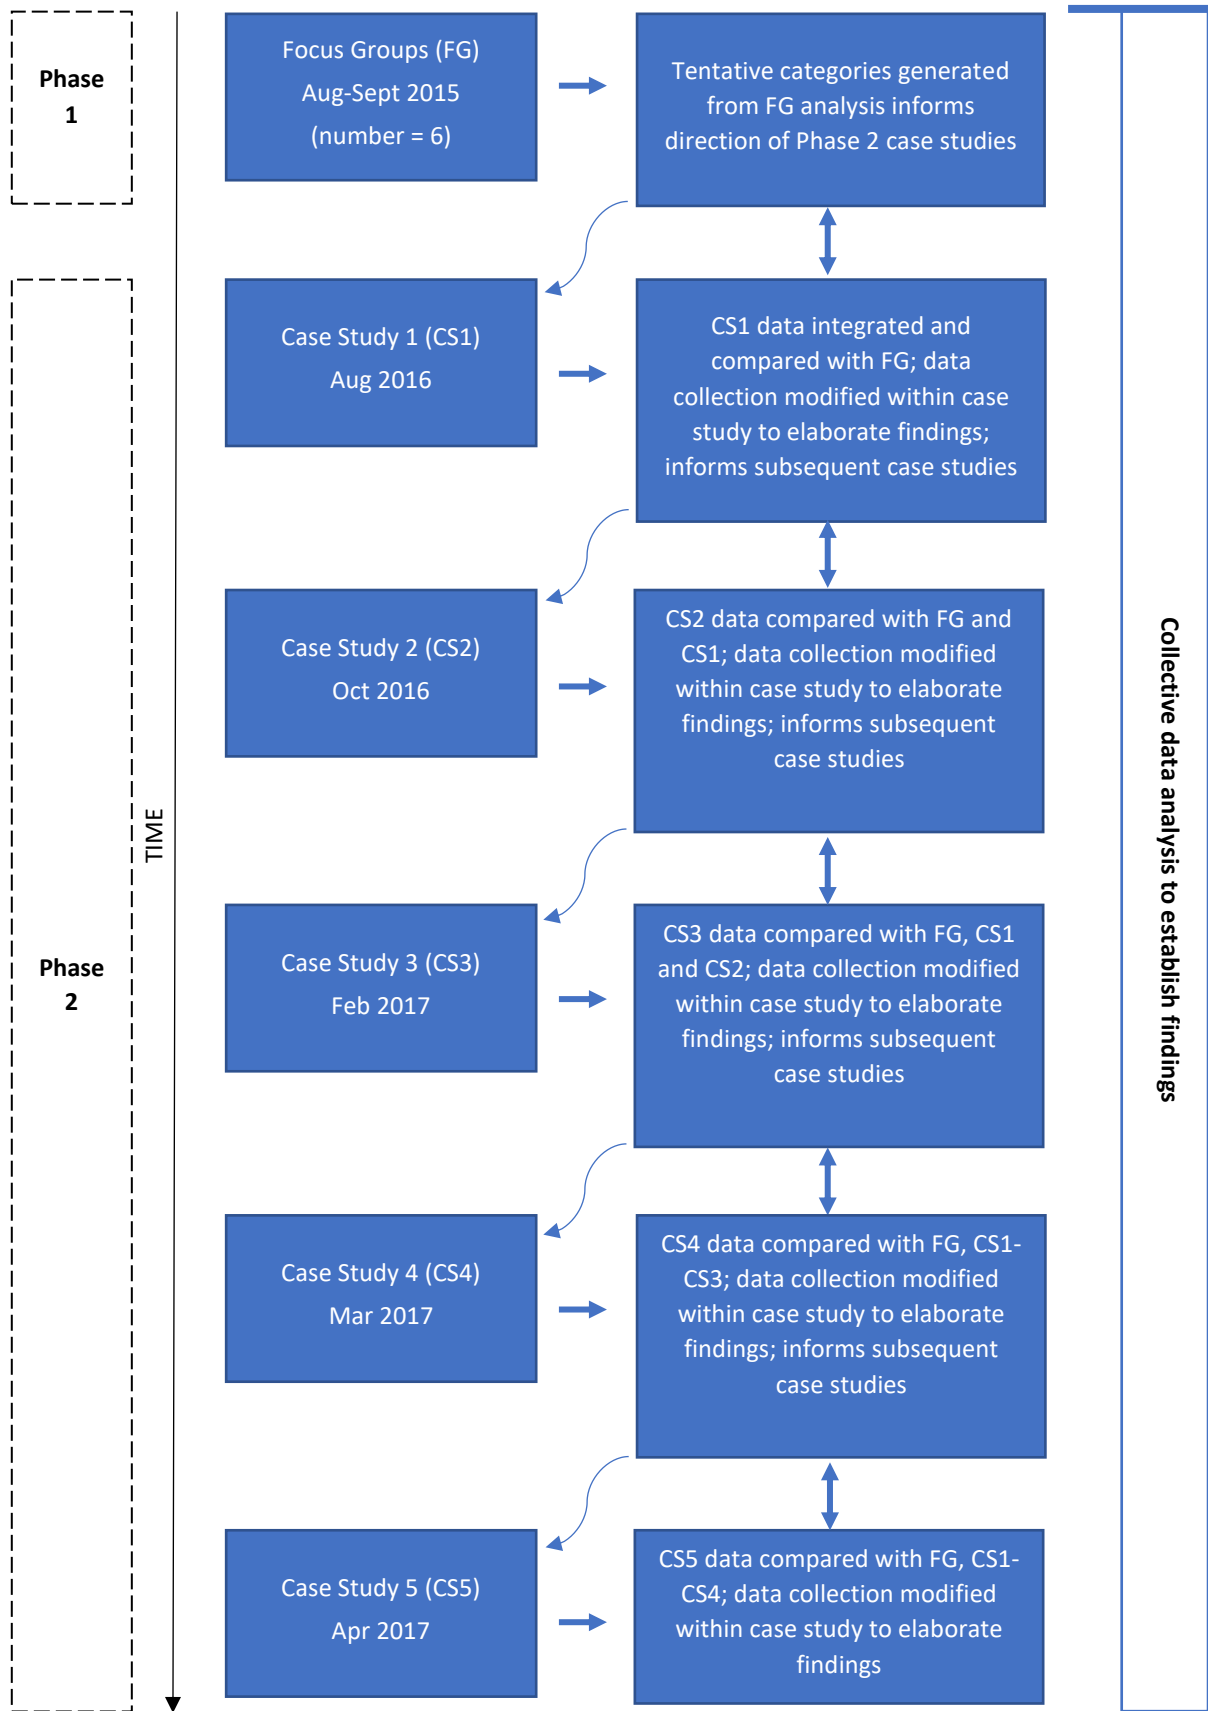 Phase
1
Focus Groups (FG)
Aug-Sept 2015
(number = 6)
Tentative categories generated
from FG analysis informs
direction of Phase 2 case studies
TIME
Phase
2
Case Study 1 (CS1)
Aug 2016
CS1 data integrated and
compared with FG; data
collection modified within case
study to elaborate findings;
informs subsequent case studies
Case Study 2 (CS2)
Oct 2016
CS2 data compared with FG and
CS1; data collection modified
within case study to elaborate
findings; informs subsequent
case studies
Case Study 3 (CS3)
Feb 2017
CS3 data compared with FG, CS1
and CS2; data collection modified
within case study to elaborate
findings; informs subsequent
case studies
Case Study 4 (CS4)
Mar 2017
CS4 data compared with FG, CS1-
CS3; data collection modified
within case study to elaborate
findings; informs subsequent
case studies
Case Study 5 (CS5)
Apr 2017
CS5 data compared with FG, CS1-
CS4; data collection modified
within case study to elaborate
findings
Collective data analysis to establish findings